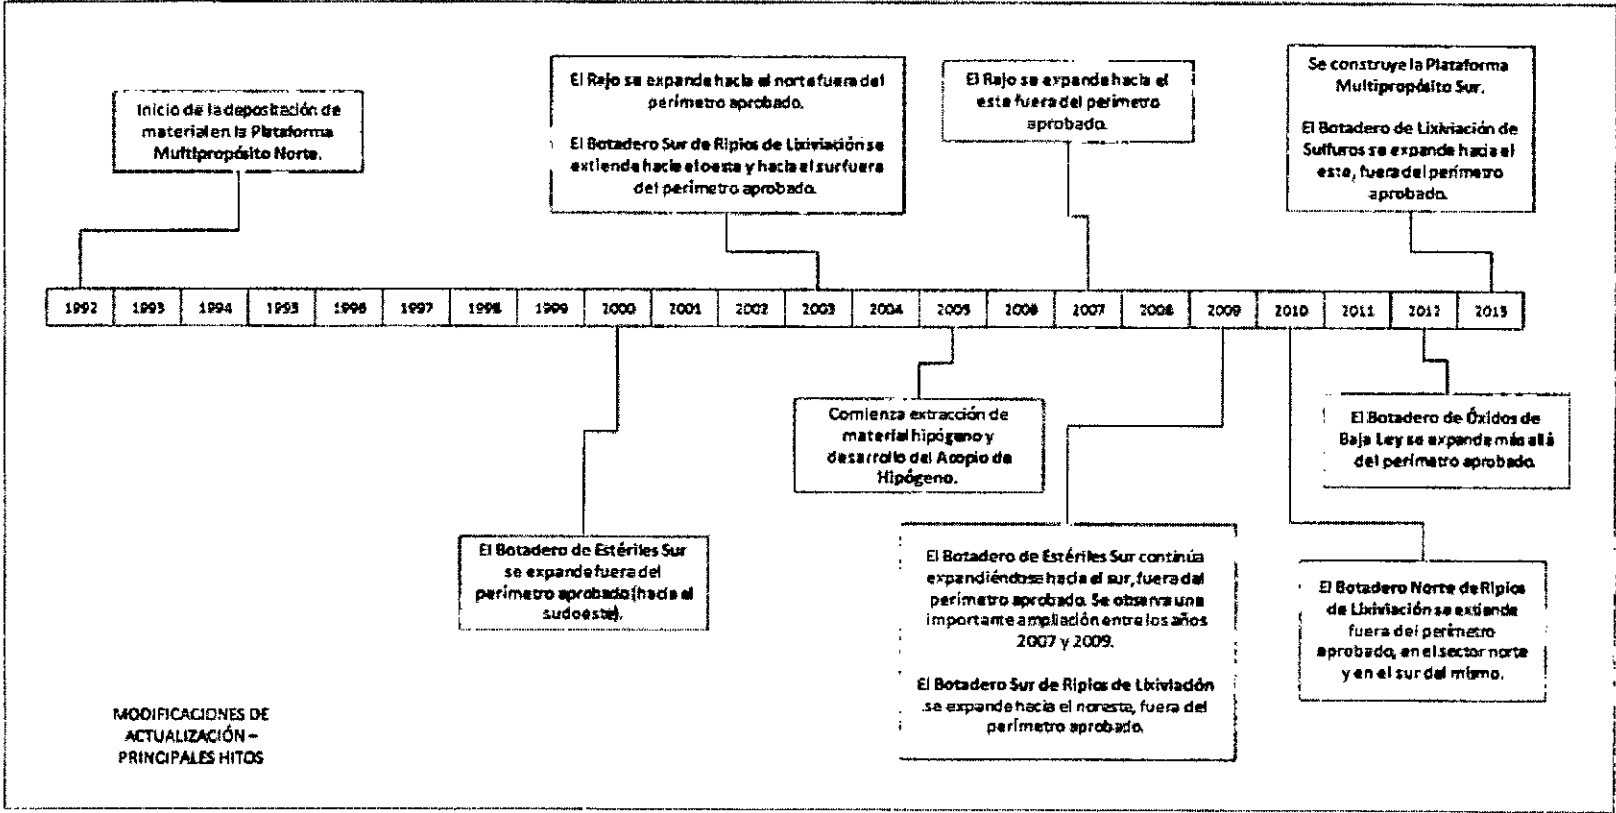 Inicio de la depositación de
material en la Plataforma
Multipropósito Norte.
El Rajo se expande hacia el norte fuera del
perímetro aprobado.
El Botadero Sur de Ripios de Lixiviación se
extiende hacia el oeste y hacia el sur fuera
del perímetro aprobado.
El Rajo se expande hacia el
este fuera del perímetro
aprobado.
Se construye la Plataforma
Multipropósito Sur.
El Botadero de Lixiviación de
Sulfuros se expande hacia el
este, fuera del perímetro
aprobado.
1992 1993 1994 1995 1996 1997 1998 1999 2000 2001 2002 2003 2004 2005 2006 2007 2008 2009 2010 2011 2012 2013
El Botadero de Estériles Sur
se expande fuera del
perímetro aprobado (hacia el
sudoeste).
Comienza extracción de
material hipógeno y
desarrollo del Acopio de
Hipógeno.
El Botadero de Estériles Sur continúa
expandiéndose hacia el sur, fuera del
perímetro aprobado. Se observa una
importante ampliación entre los años
2007 y 2009.
El Botadero Sur de Ripios de Lixiviación
se expande hacia el noreste, fuera del
perímetro aprobado.
El Botadero de Óxidos de
Baja Ley se expande más allá
del perímetro aprobado.
El Botadero Norte de Ripios
de Lixiviación se extiende
fuera del perímetro
aprobado, en el sector norte
y en el sur del mismo.
MODIFICACIONES DE
ACTUALIZACIÓN –
PRINCIPALES HITOS